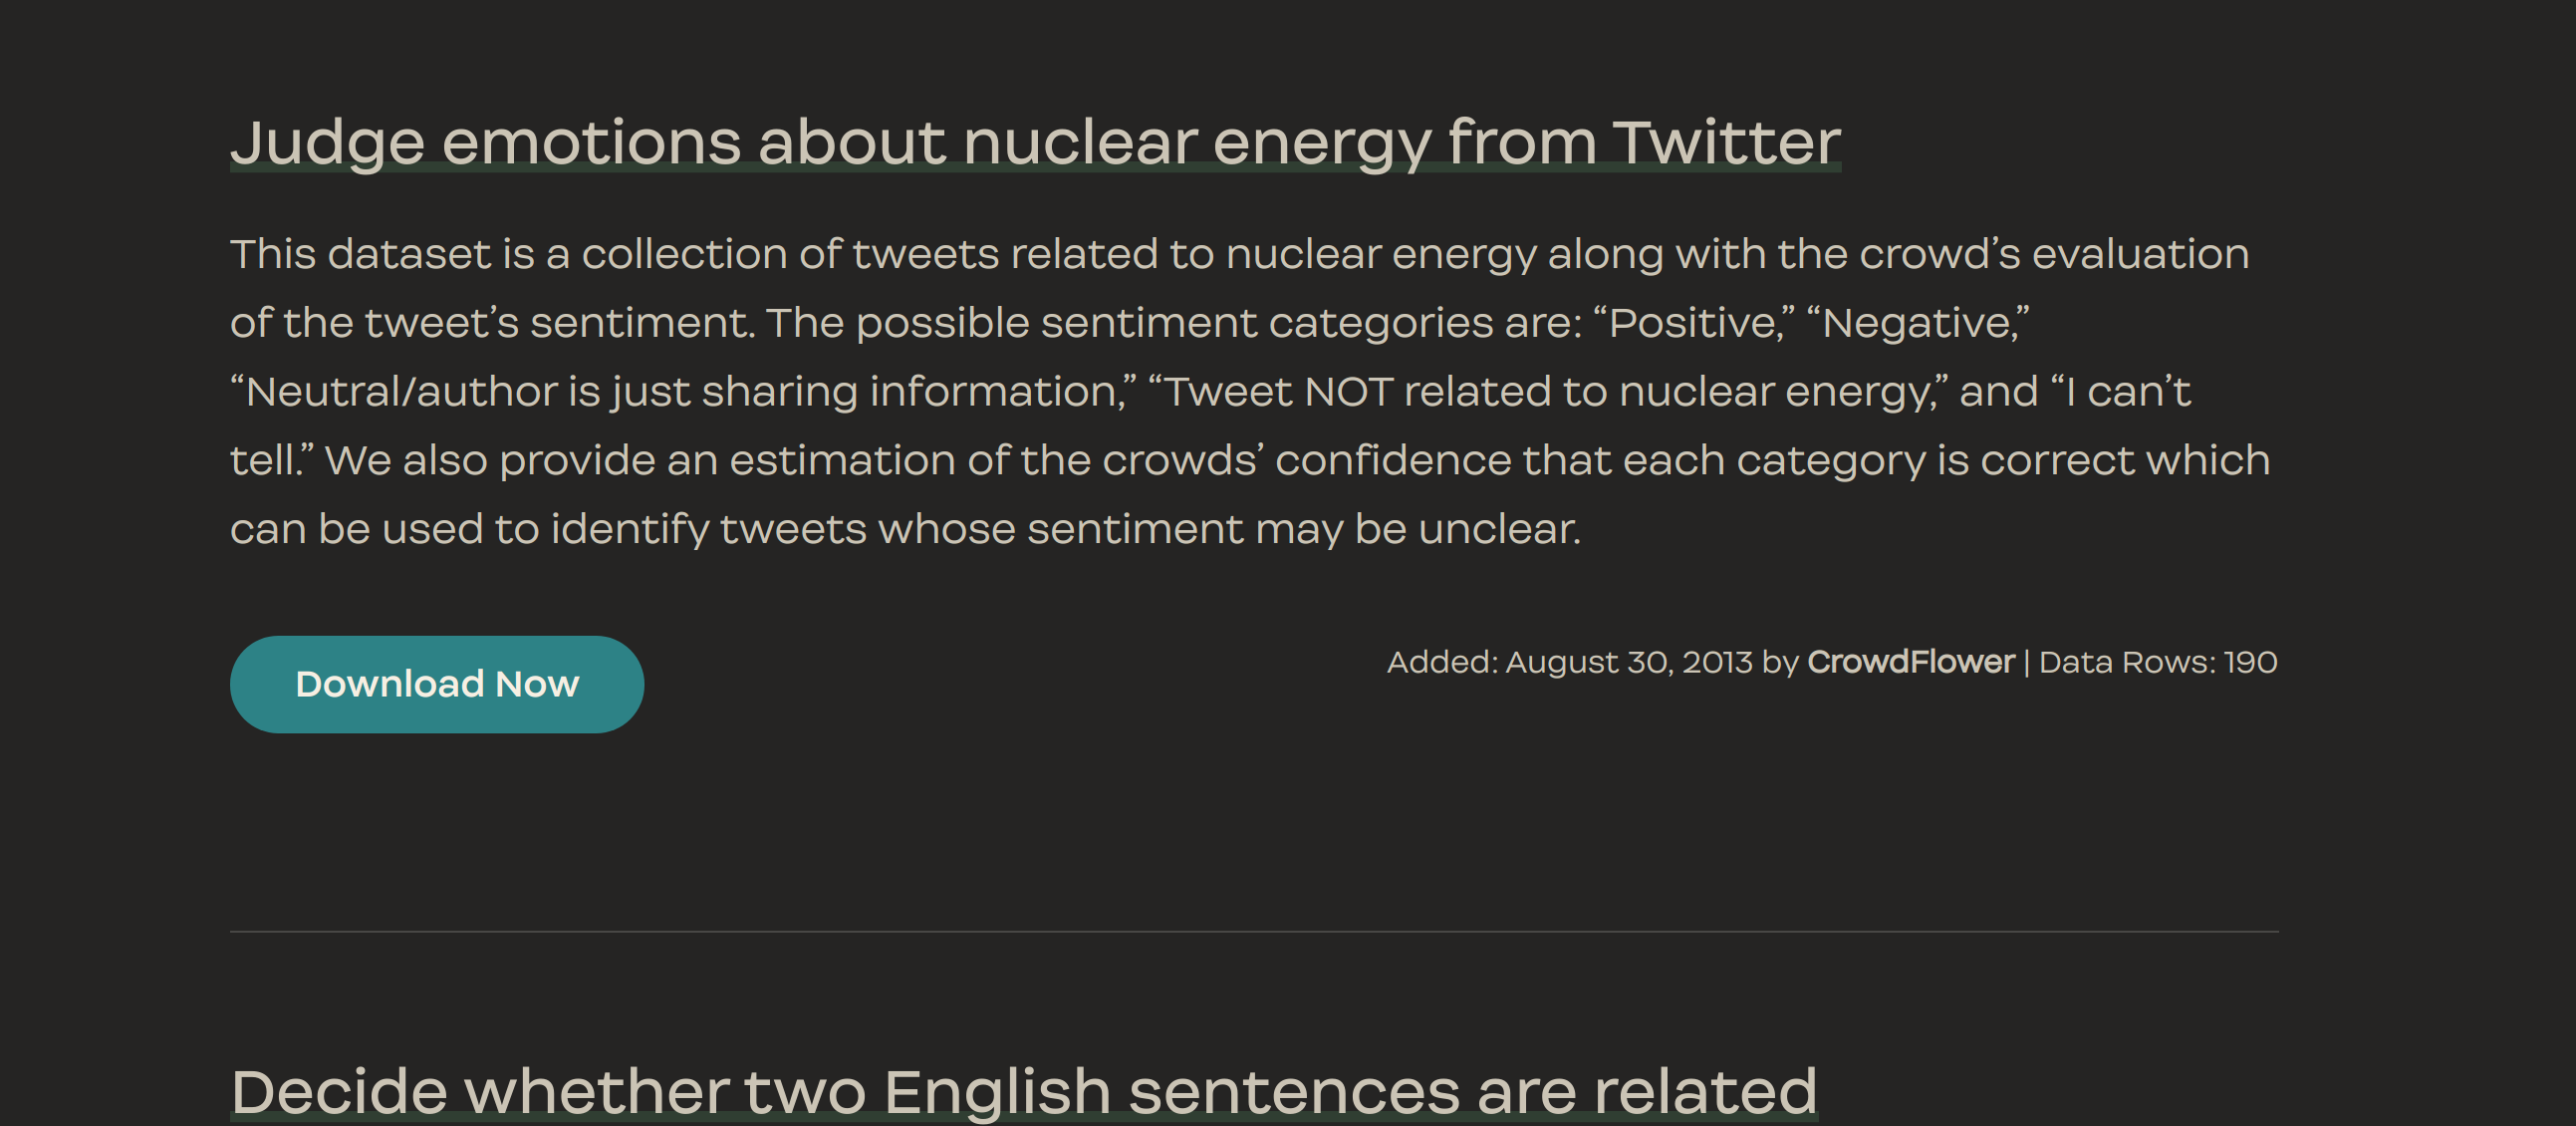 Judge emotions about nuclear energy from Twitter
This dataset is a collection of tweets related to nuclear energy along with the crowd’s evaluation
of the tweet’s sentiment. The possible sentiment categories are: “Positive,” “Negative,”
“Neutral/author is just sharing information,” “Tweet NOT related to nuclear energy,” and “I can’t
tell.” We also provide an estimation of the crowds’ confidence that each category is correct which
can be used to identify tweets whose sentiment may be unclear.
Download Now
Added: August 30, 2013 by CrowdFlower | Data Rows: 190
Decide whether two English sentences are related